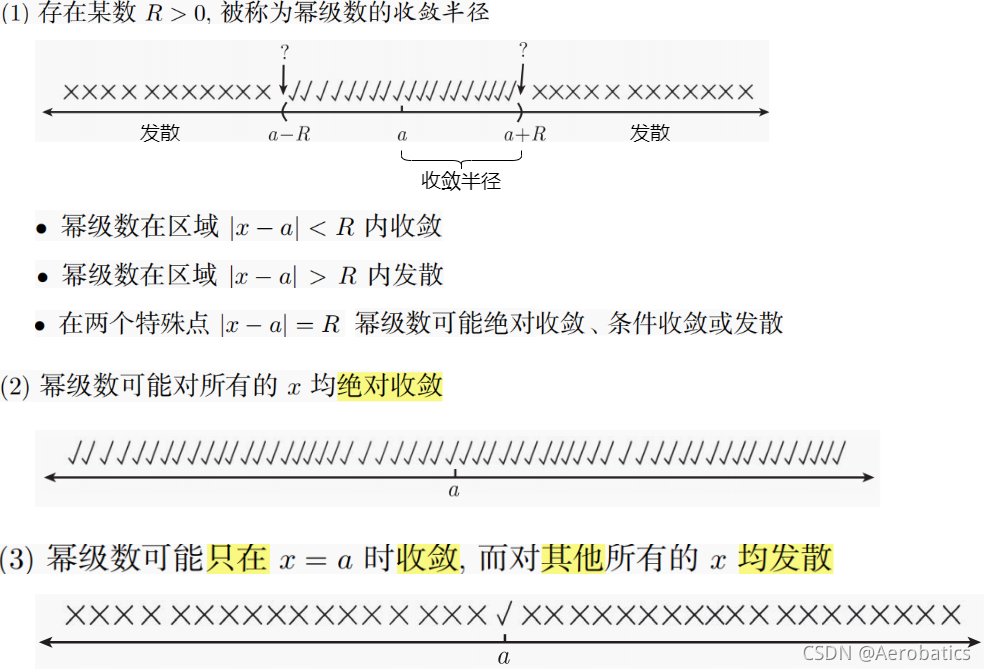 (1) 存在某数 R > 0, 被称为幂级数的收敛半径
? ?
发散 a−R a a+R 发散
收敛半径
• 幂级数在区域 |x − a| < R 内收敛
• 幂级数在区域 |x − a| > R 内发散
• 在两个特殊点 |x − a| = R 幂级数可能绝对收敛、条件收敛或发散
(2) 幂级数可能对所有的 x 均绝对收敛
a
(3) 幂级数可能只在 x = a 时收敛, 而对其他所有的 x 均发散
a
CSDN @Aerobatics